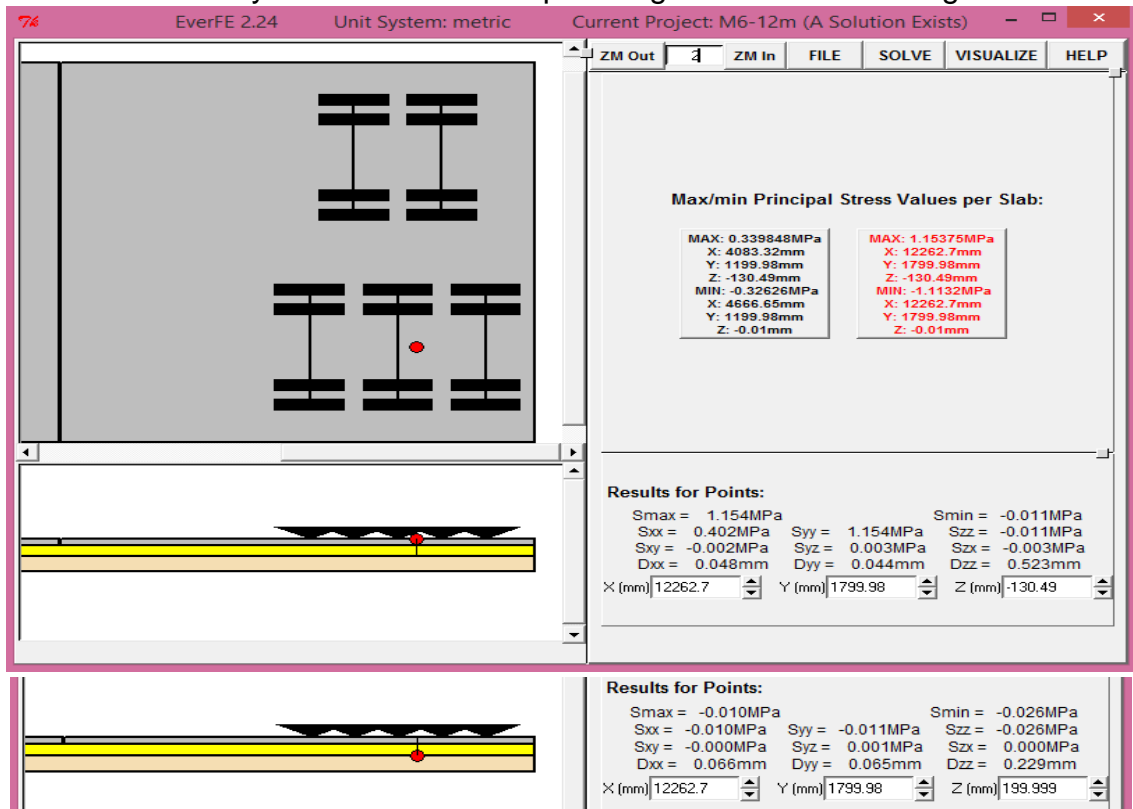 EverFE 2.24 Unit System: metric Current Project: M6-12m (A Solution Exists)
ZM Out 2 ZM In FILE SOLVE VISUALIZE HELP
Max/min Principal Stress Values per Slab:
MAX: 0.339848MPa
X: 4083.32mm
Y: 1199.98mm
Z: -130.49mm
MIN: -0.32626MPa
X: 4666.65mm
Y: 1199.98mm
Z: -0.01mm
MAX: 1.15375MPa
X: 12262.7mm
Y: 1799.98mm
Z: -130.49mm
MIN: -1.1132MPa
X: 12262.7mm
Y: 1799.98mm
Z: -0.01mm
Results for Points:
Smax = 1.154MPa Smin = -0.011MPa
Sxx = 0.402MPa Syy = 1.154MPa Szz = -0.011MPa
Sxy = -0.002MPa Syz = 0.003MPa Szx = -0.003MPa
Dxx = 0.048mm Dyy = 0.044mm Dzz = 0.523mm
X (mm) 12262.7 Y (mm) 1799.98 Z (mm) -130.49
Results for Points:
Smax = -0.010MPa Smin = -0.026MPa
Sxx = -0.010MPa Syy = -0.011MPa Szz = -0.026MPa
Sxy = -0.000MPa Syz = 0.001MPa Szx = 0.000MPa
Dxx = 0.066mm Dyy = 0.065mm Dzz = 0.229mm
X (mm) 12262.7 Y (mm) 1799.98 Z (mm) 199.999